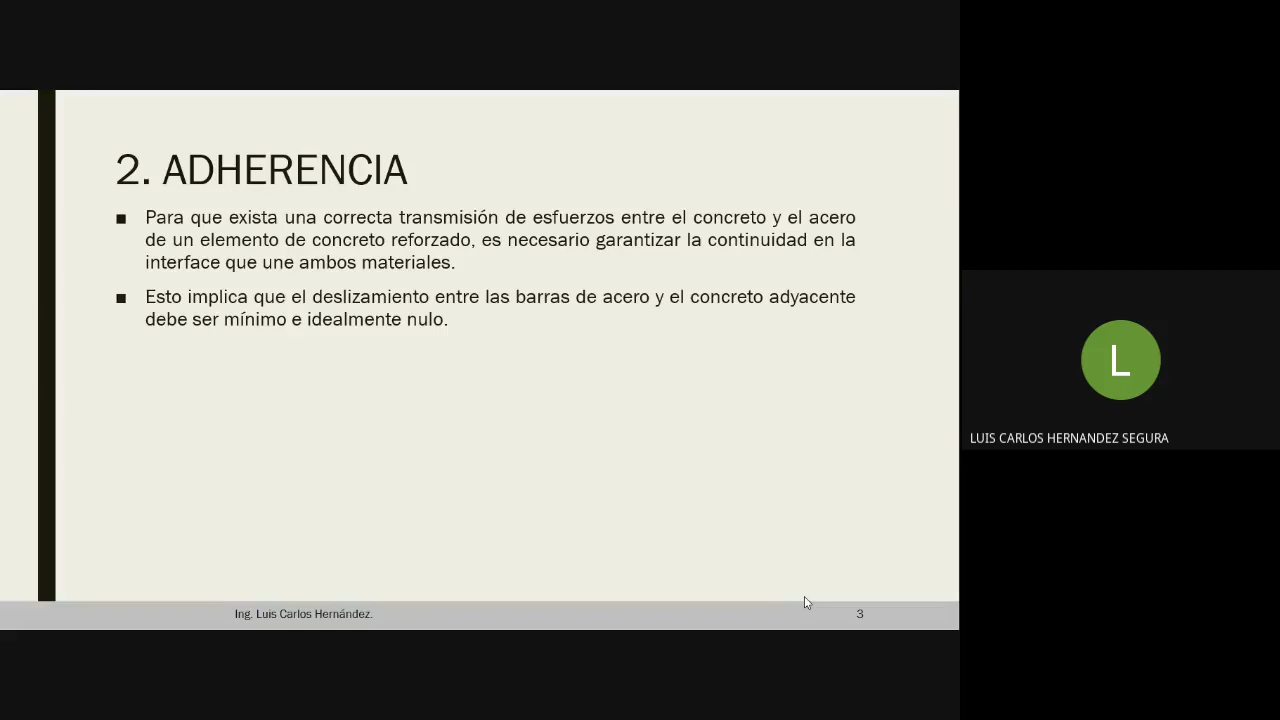 2. ADHERENCIA
■ Para que exista una correcta transmisión de esfuerzos entre el concreto y el acero
de un elemento de concreto reforzado, es necesario garantizar la continuidad en la
interface que une ambos materiales.
■ Esto implica que el deslizamiento entre las barras de acero y el concreto adyacente
debe ser mínimo e idealmente nulo.
Ing. Luis Carlos Hernández.
3
L
LUIS CARLOS HERNANDEZ SEGURA